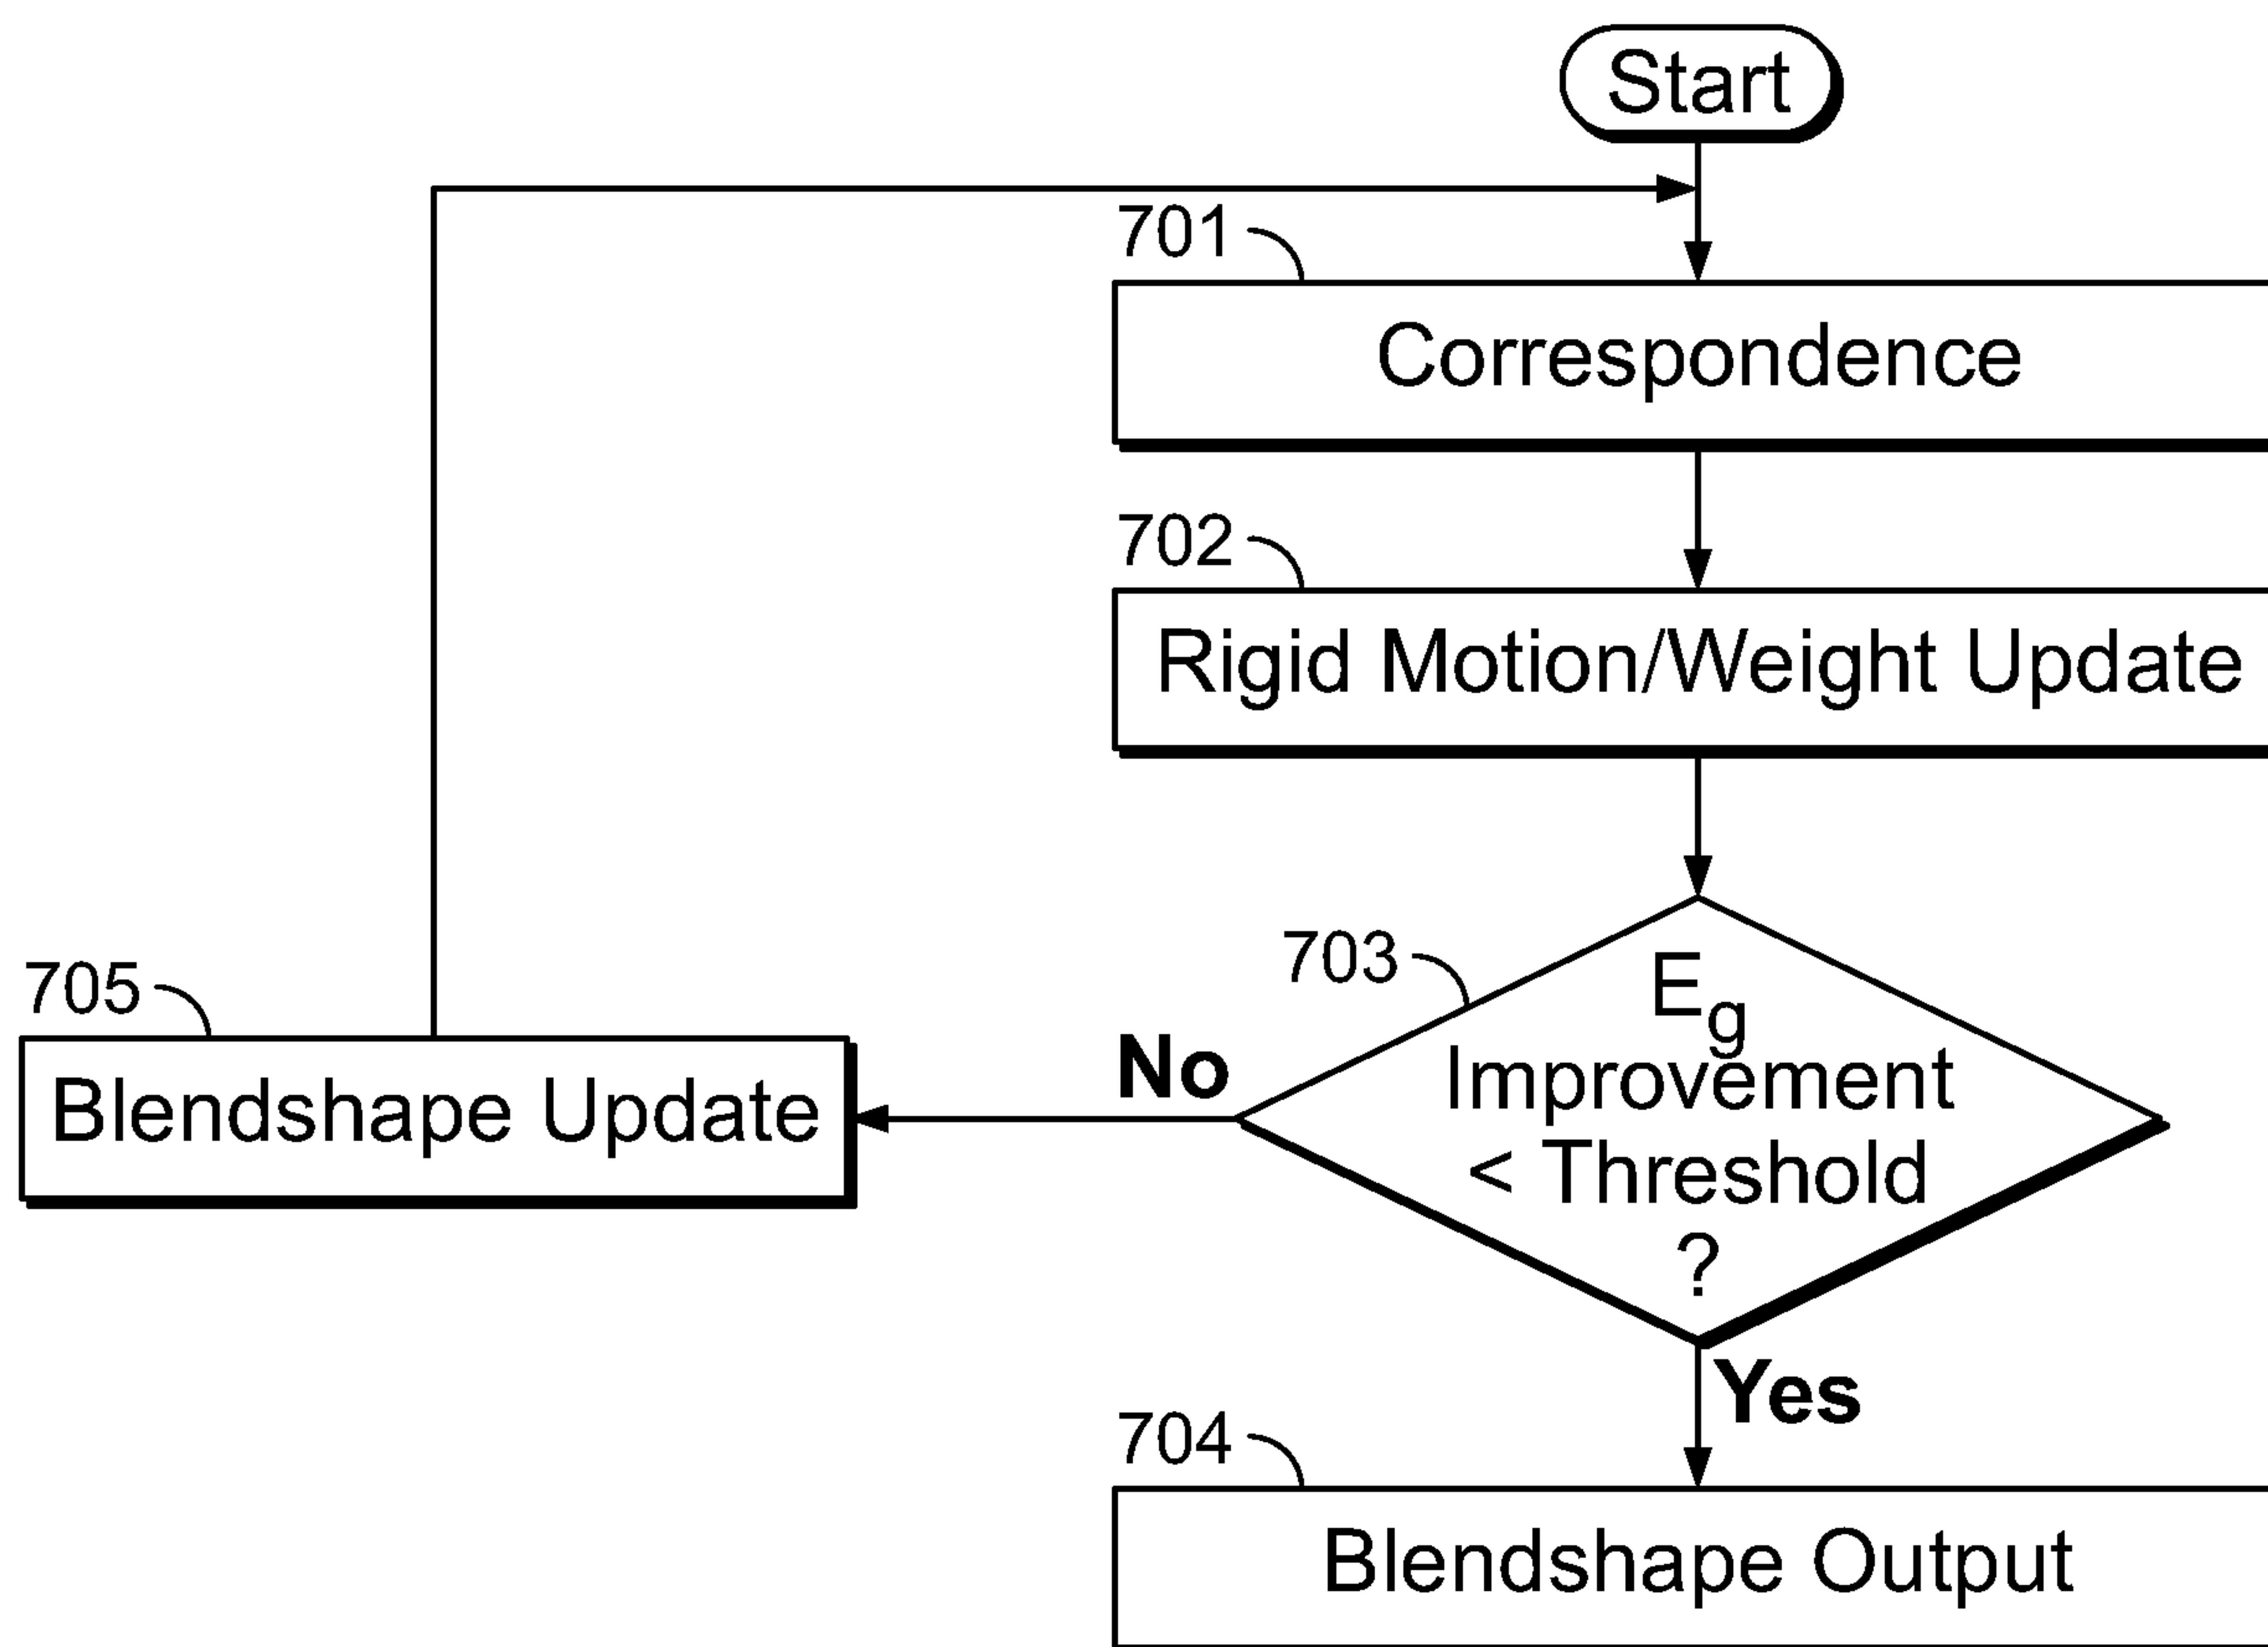 Start
701
Correspondence
702
Rigid Motion/Weight Update
703
Eg
Improvement
< Threshold
?
No
705
Blendshape Update
Yes
704
Blendshape Output